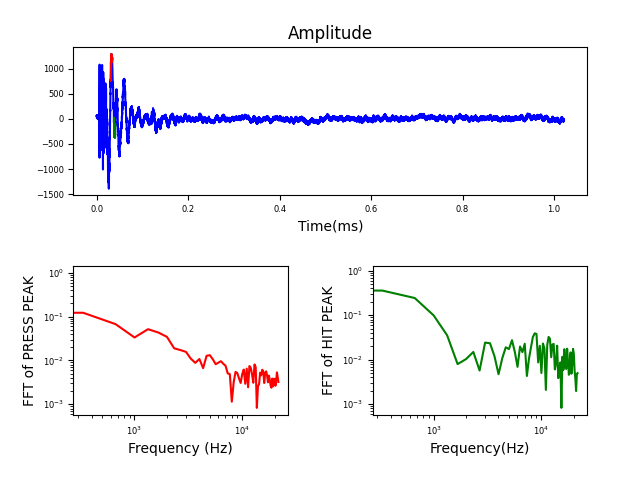 Amplitude
1000
500
0
−500
−1000
−1500
0.0 0.2 0.4 0.6 0.8 1.0
Time(ms)
FFT of PRESS PEAK
10⁰
10⁻¹
10⁻²
10⁻³
10³ 10⁴
Frequency (Hz)
FFT of HIT PEAK
10⁰
10⁻¹
10⁻²
10⁻³
10³ 10⁴
Frequency(Hz)